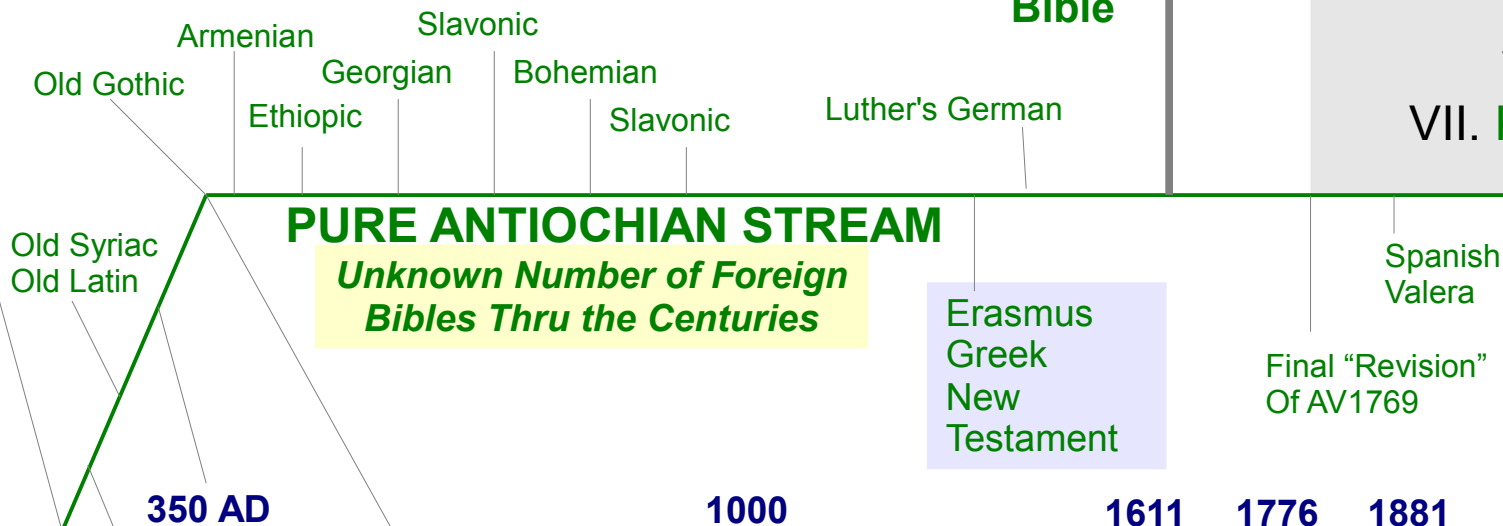 Bible
Slavonic
Armenian
Georgian
Bohemian
Old Gothic
Ethiopic
Slavonic
Luther's German
VII.
PURE ANTIOCHIAN STREAM
Unknown Number of Foreign
Bibles Thru the Centuries
Old Syriac
Old Latin
Erasmus
Greek
New
Testament
Spanish
Valera
Final “Revision”
Of AV1769
350 AD
1000
1611
1776
1881